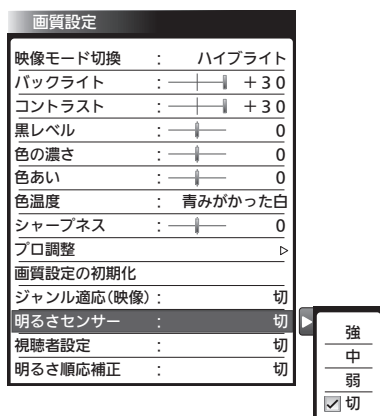 画質設定
映像モード切換 : ハイブライト
バックライト : +30
コントラスト : +30
黒レベル : 0
色の濃さ : 0
色あい : 0
色温度 : 青みがかった白
シャープネス : 0
プロ調整
画質設定の初期化
ジャンル適応(映像) : 切
明るさセンサー : 切
視聴者設定 : 切
明るさ順応補正 : 切
強
中
弱
切